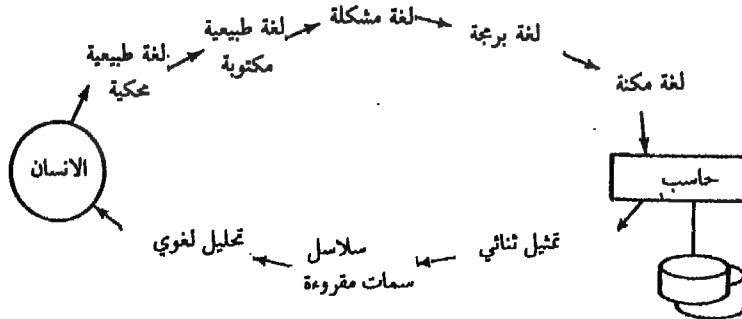 لغة طبيعية
محكية
لغة طبيعية
مكتوبة
لغة مشكلة
لغة برمجة
لغة مكنة
حاسب
تمثيل ثنائي
سلاسل
سمات مقروءة
تحليل لغوي
الانسان